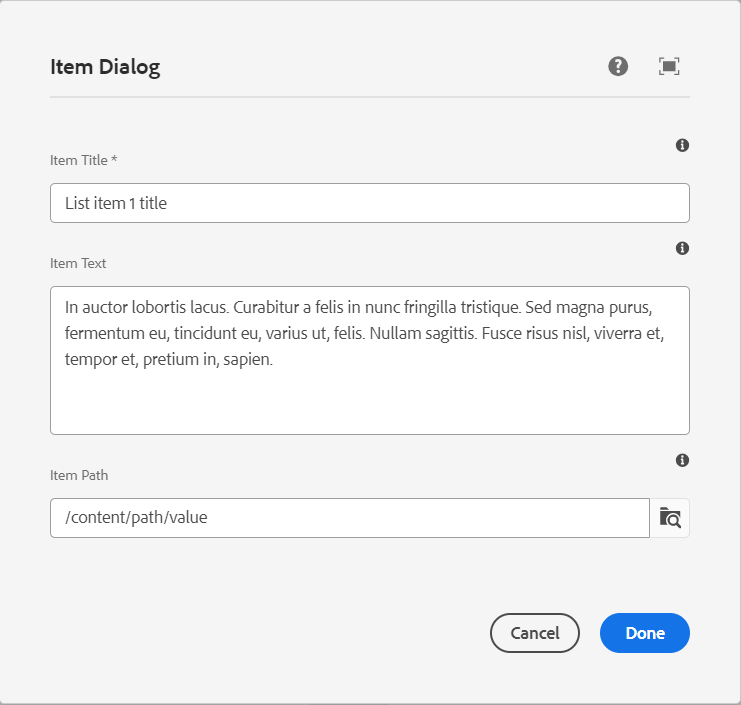 Item Dialog
Item Title *
List item 1 title
Item Text
In auctor lobortis lacus. Curabitur a felis in nunc fringilla tristique. Sed magna purus,
fermentum eu, tincidunt eu, varius ut, felis. Nullam sagittis. Fusce risus nisl, viverra et,
tempor et, pretium in, sapien.
Item Path
/content/path/value
Cancel
Done